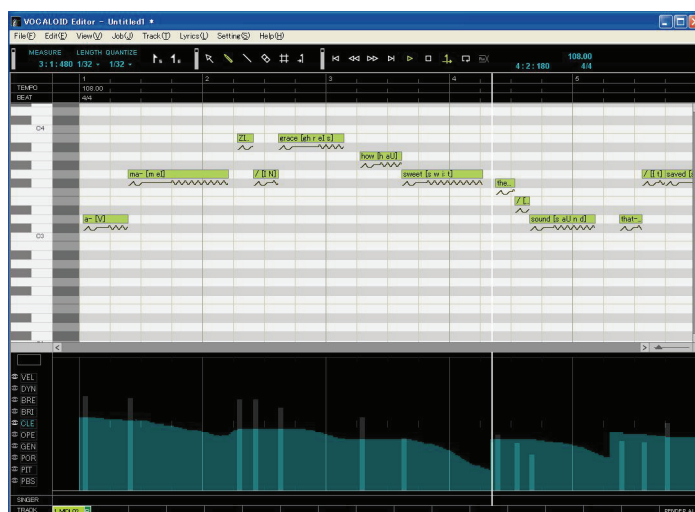 VOCALOID Editor - Untitled1 *
File(F) Edit(E) View(V) Job(J) Track(T) Lyrics(L) Setting(S) Help(H)
MEASURE LENGTH QUANTIZE
3 : 1 : 480 1/32 1/32
4 : 2 : 180
108.00
4/4
1 2 3 4 5
TEMPO 108.00
BEAT 4/4
C4
ZI..
grace [gh r eI s]
how [h aU]
ma- [m eI]
/ [I N]
sweet [s w i: t]
the..
/ [I t]
saved [s
/ [..
a- [V]
sound [s aU n d]
that-..
C3
VEL
DYN
BRE
BRI
CLE
OPE
GEN
POR
PIT
PBS
SINGER
TRACK